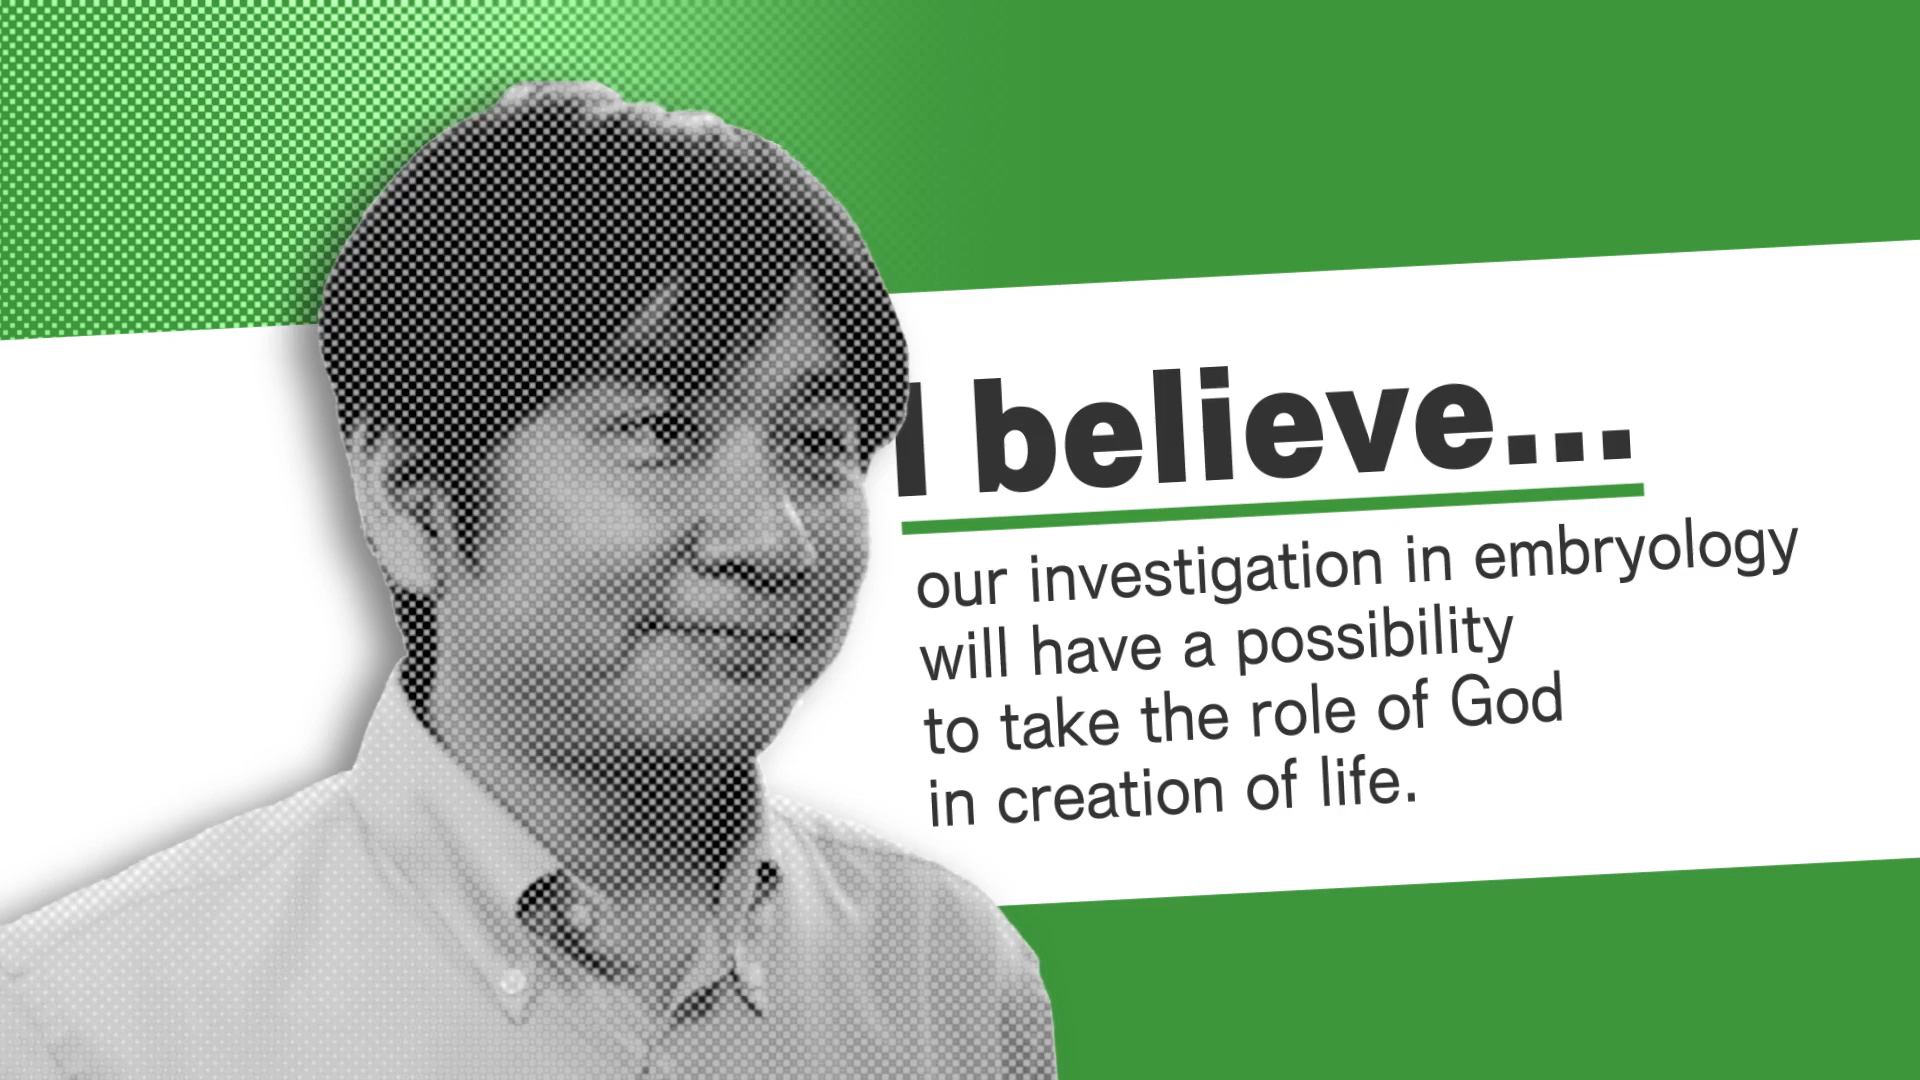 I believe...
our investigation in embryology
will have a possibility
to take the role of God
in creation of life.